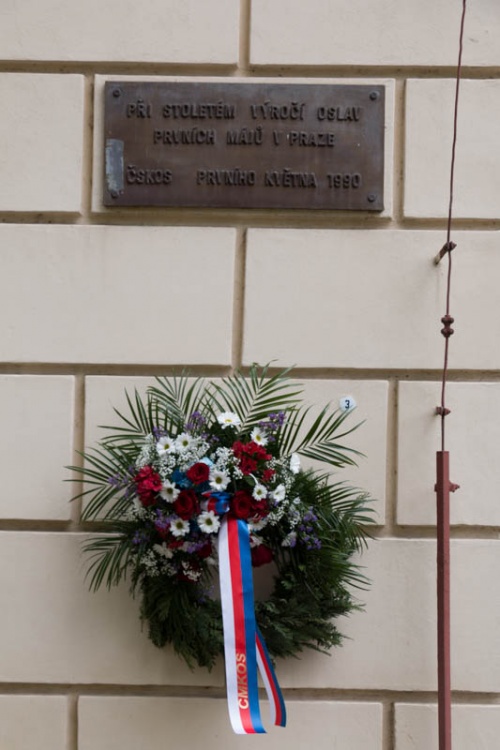 PŘI STOLETÉM VÝROČÍ OSLAV
PRVNÍCH MÁJŮ V PRAZE
ČSKOS PRVNÍHO KVĚTNA 1990
3
ČMKOS